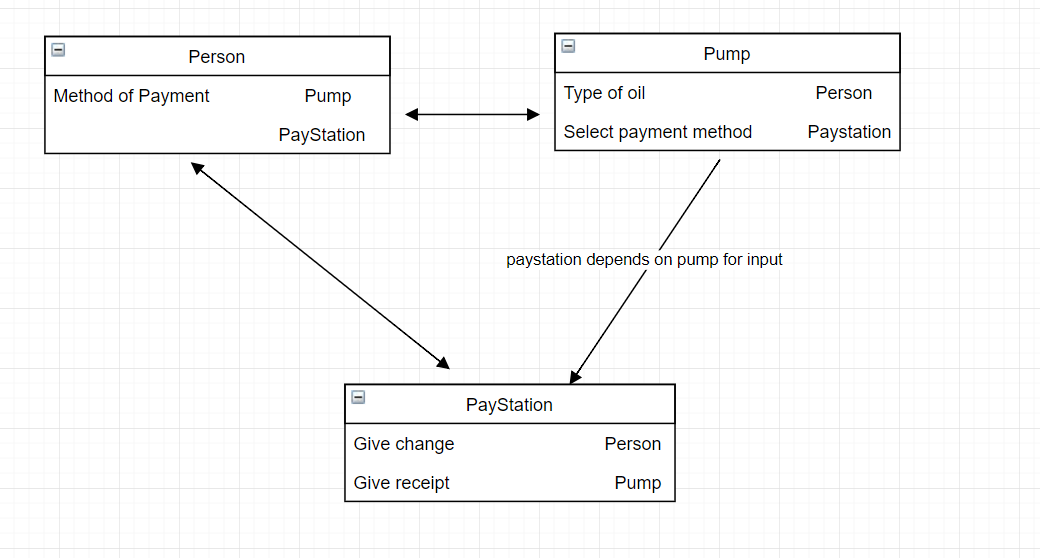 Person
Method of Payment Pump
PayStation
Pump
Type of oil Person
Select payment method Paystation
paystation depends on pump for input
PayStation
Give change Person
Give receipt Pump